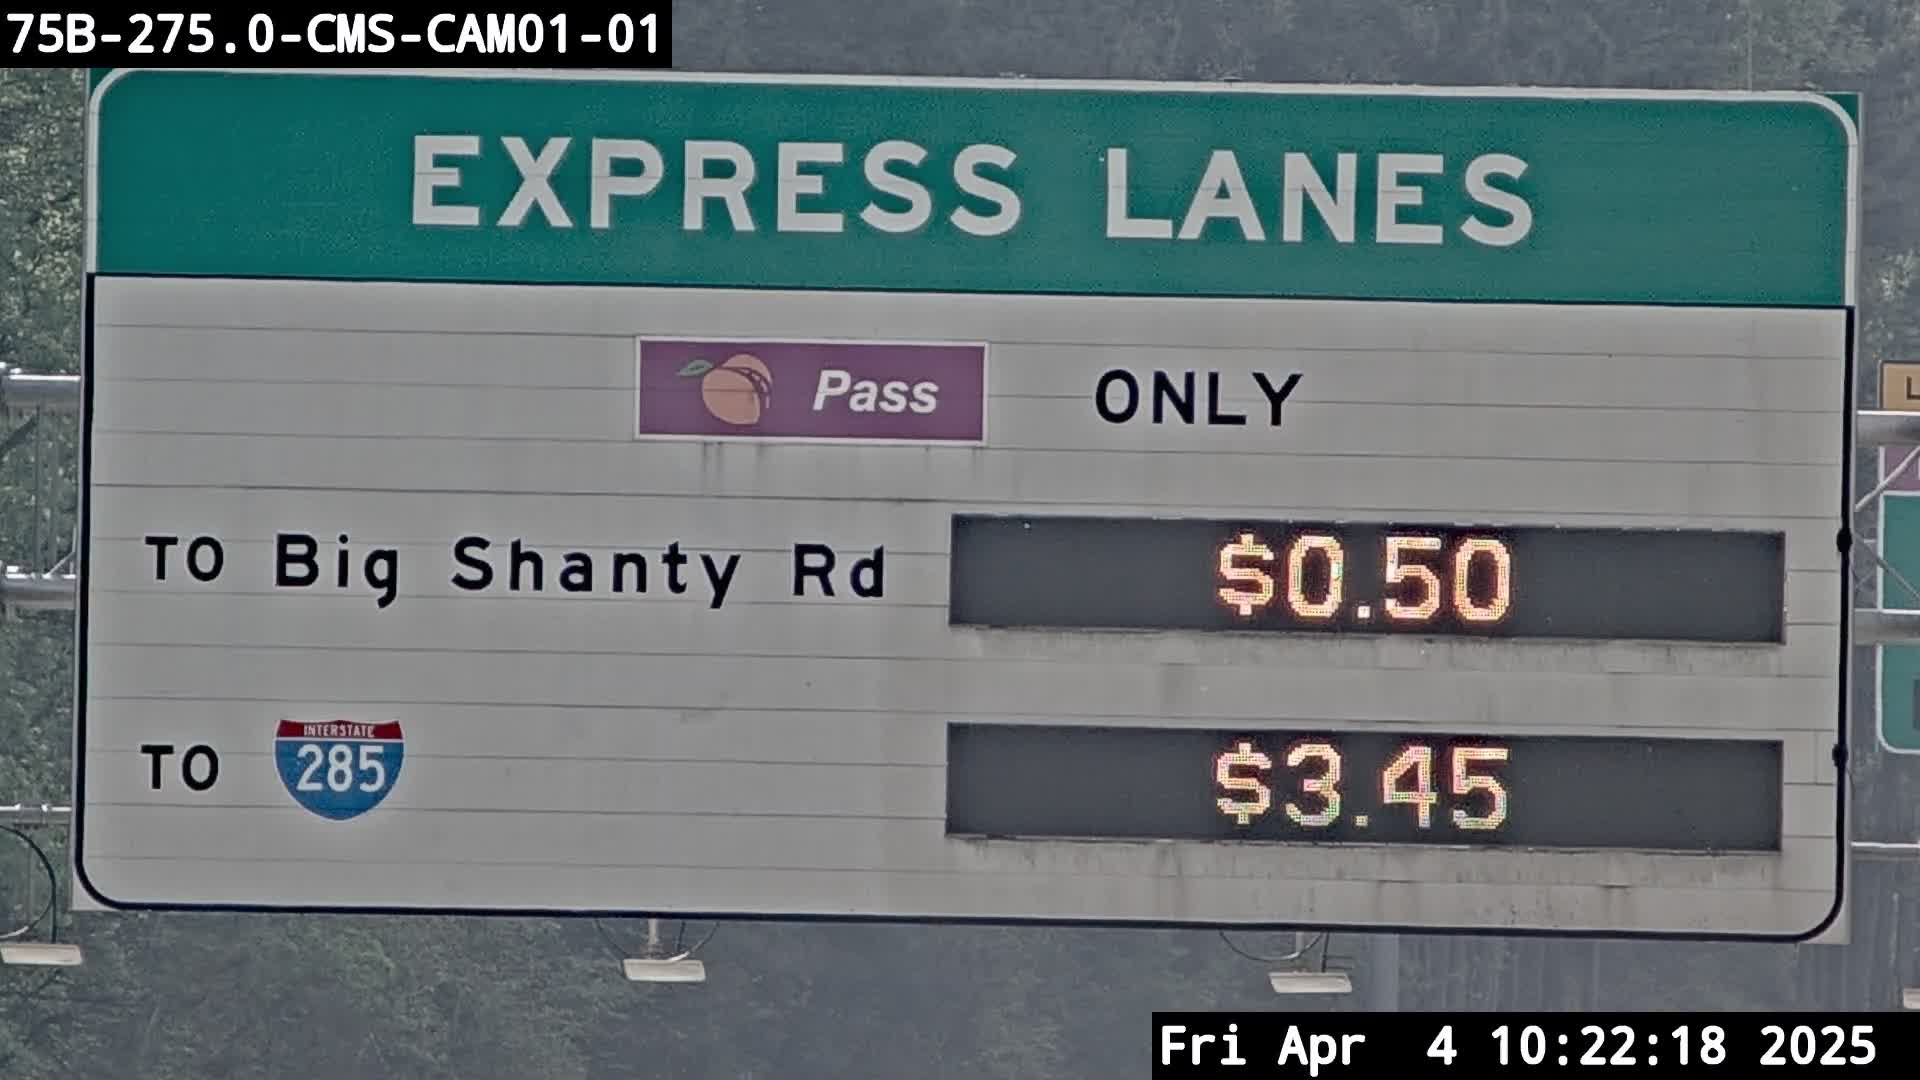 75B-275.0-CMS-CAM01-01
EXPRESS LANES
Pass ONLY
TO Big Shanty Rd $0.50
TO INTERSTATE 285 $3.45
Fri Apr 4 10:22:18 2025